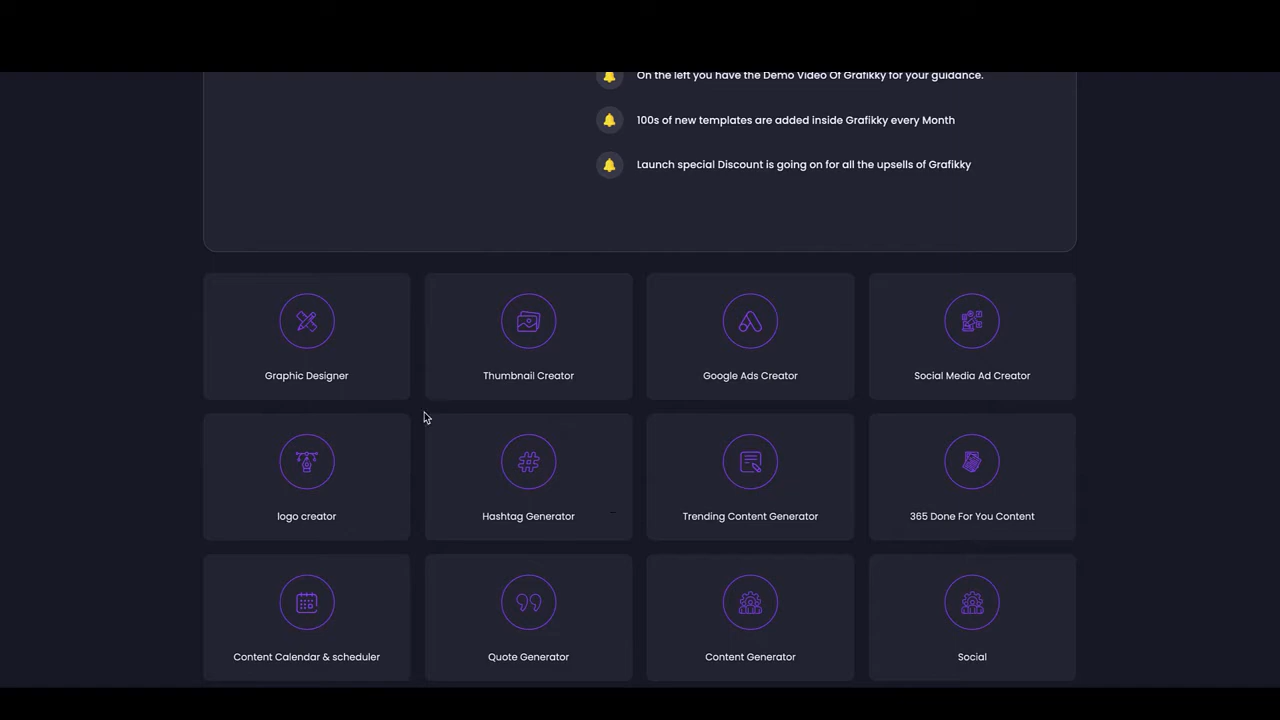 On the left you have the Demo Video Of Grafikky for your guidance.
100s of new templates are added inside Grafikky every Month
Launch special Discount is going on for all the upsells of Grafikky
Graphic Designer
Thumbnail Creator
Google Ads Creator
Social Media Ad Creator
logo creator
Hashtag Generator
Trending Content Generator
365 Done For You Content
Content Calendar & scheduler
Quote Generator
Content Generator
Social